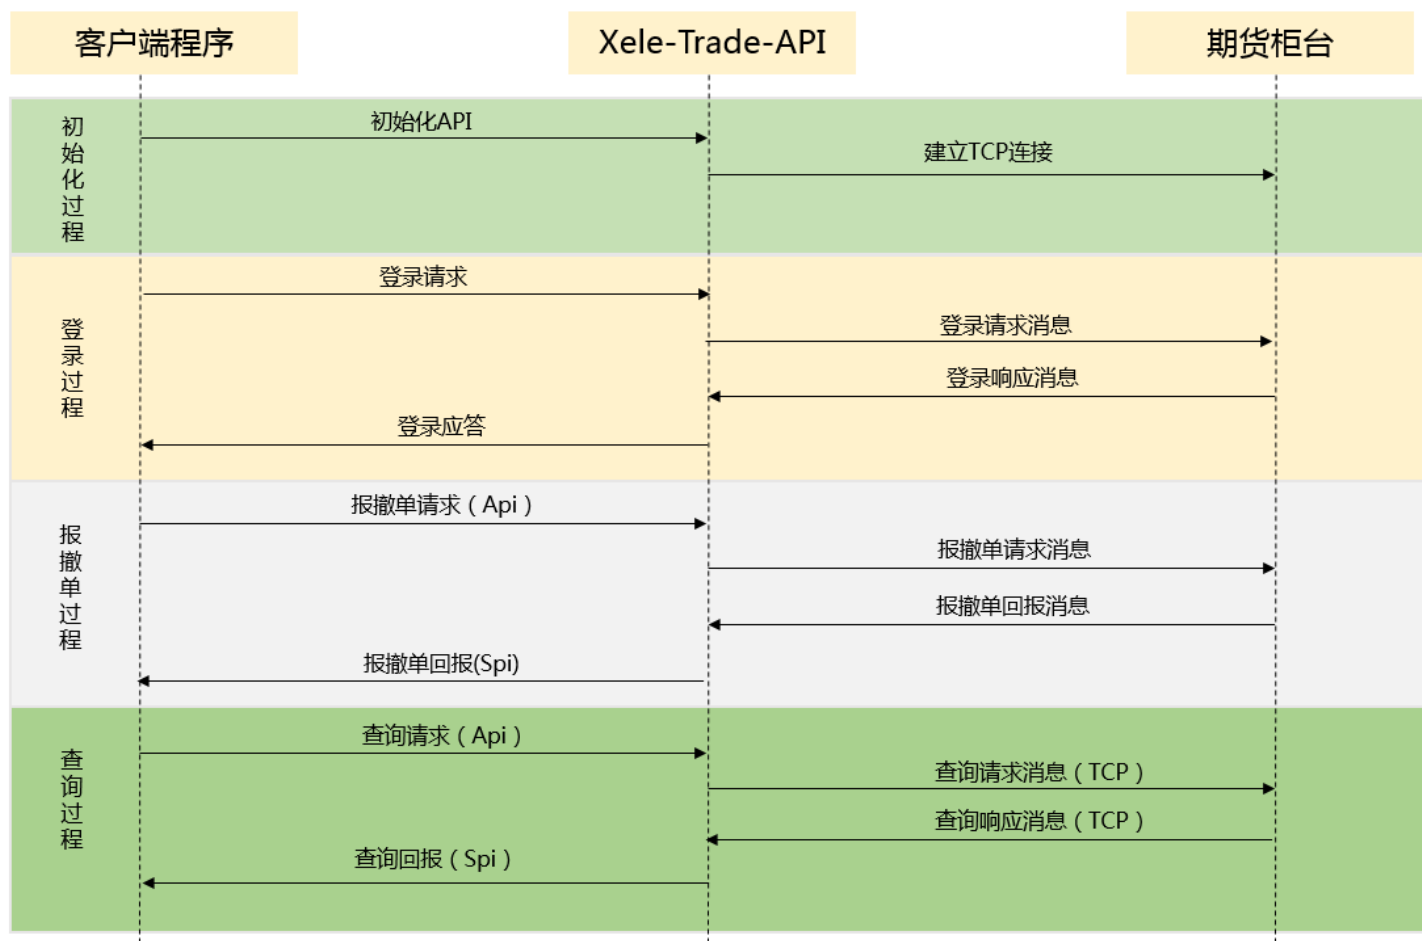 客户端程序
Xele-Trade-API
期货柜台
初始化过程
初始化API
建立TCP连接
登录过程
登录请求
登录请求消息
登录响应消息
登录应答
报撤单过程
报撤单请求（Api）
报撤单请求消息
报撤单回报消息
报撤单回报(Spi)
查询过程
查询请求（Api）
查询请求消息（TCP）
查询响应消息（TCP）
查询回报（Spi）